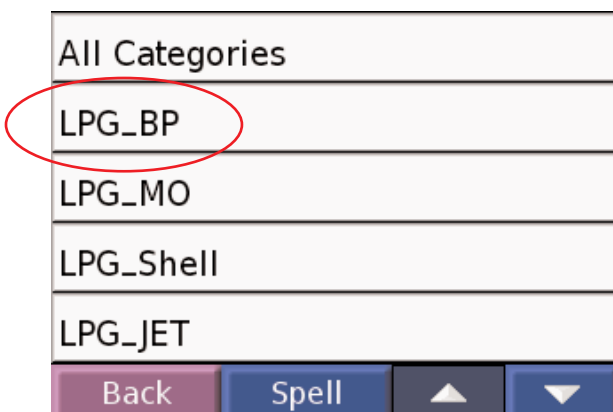 All Categories
LPG_BP
LPG_MO
LPG_Shell
LPG_JET
Back Spell